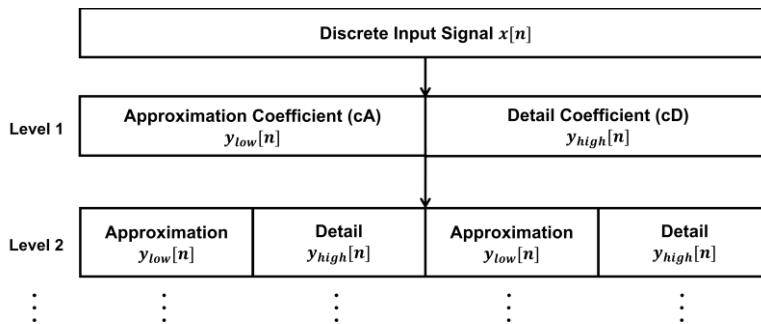 Discrete Input Signal x[n]
Level 1
Approximation Coefficient (cA)
y_low[n]
Detail Coefficient (cD)
y_high[n]
Level 2
Approximation
y_low[n]
Detail
y_high[n]
Approximation
y_low[n]
Detail
y_high[n]